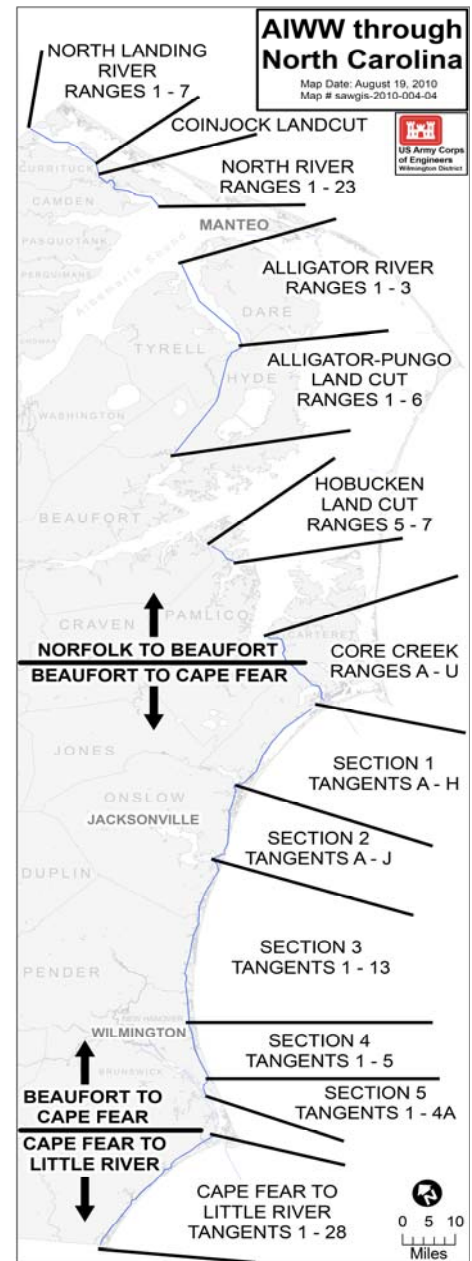 AIWW through
North Carolina
Map Date: August 19, 2010
Map # sawgis-2010-004-04
US Army Corps
of Engineers
Wilmington District
NORTH LANDING
RIVER
RANGES 1 - 7
COINJOCK LANDCUT
NORTH RIVER
RANGES 1 - 23
CURRITUCK
CAMDEN
PASQUOTANK
PERQUIMANS
MANTEO
Albemarle Sound
ALLIGATOR RIVER
RANGES 1 - 3
DARE
TYRELL
HYDE
ALLIGATOR-PUNGO
LAND CUT
RANGES 1 - 6
WASHINGTON
HOBUCKEN
LAND CUT
RANGES 5 - 7
BEAUFORT
PAMLICO
CRAVEN
CARTERET
NORFOLK TO BEAUFORT
BEAUFORT TO CAPE FEAR
CORE CREEK
RANGES A - U
JONES
SECTION 1
TANGENTS A - H
ONSLOW
JACKSONVILLE
SECTION 2
TANGENTS A - J
DUPLIN
SECTION 3
TANGENTS 1 - 13
PENDER
NEW HANOVER
WILMINGTON
SECTION 4
TANGENTS 1 - 5
BRUNSWICK
SECTION 5
TANGENTS 1 - 4A
BEAUFORT TO
CAPE FEAR
CAPE FEAR TO
LITTLE RIVER
CAPE FEAR TO
LITTLE RIVER
TANGENTS 1 - 28
N
0 5 10
Miles